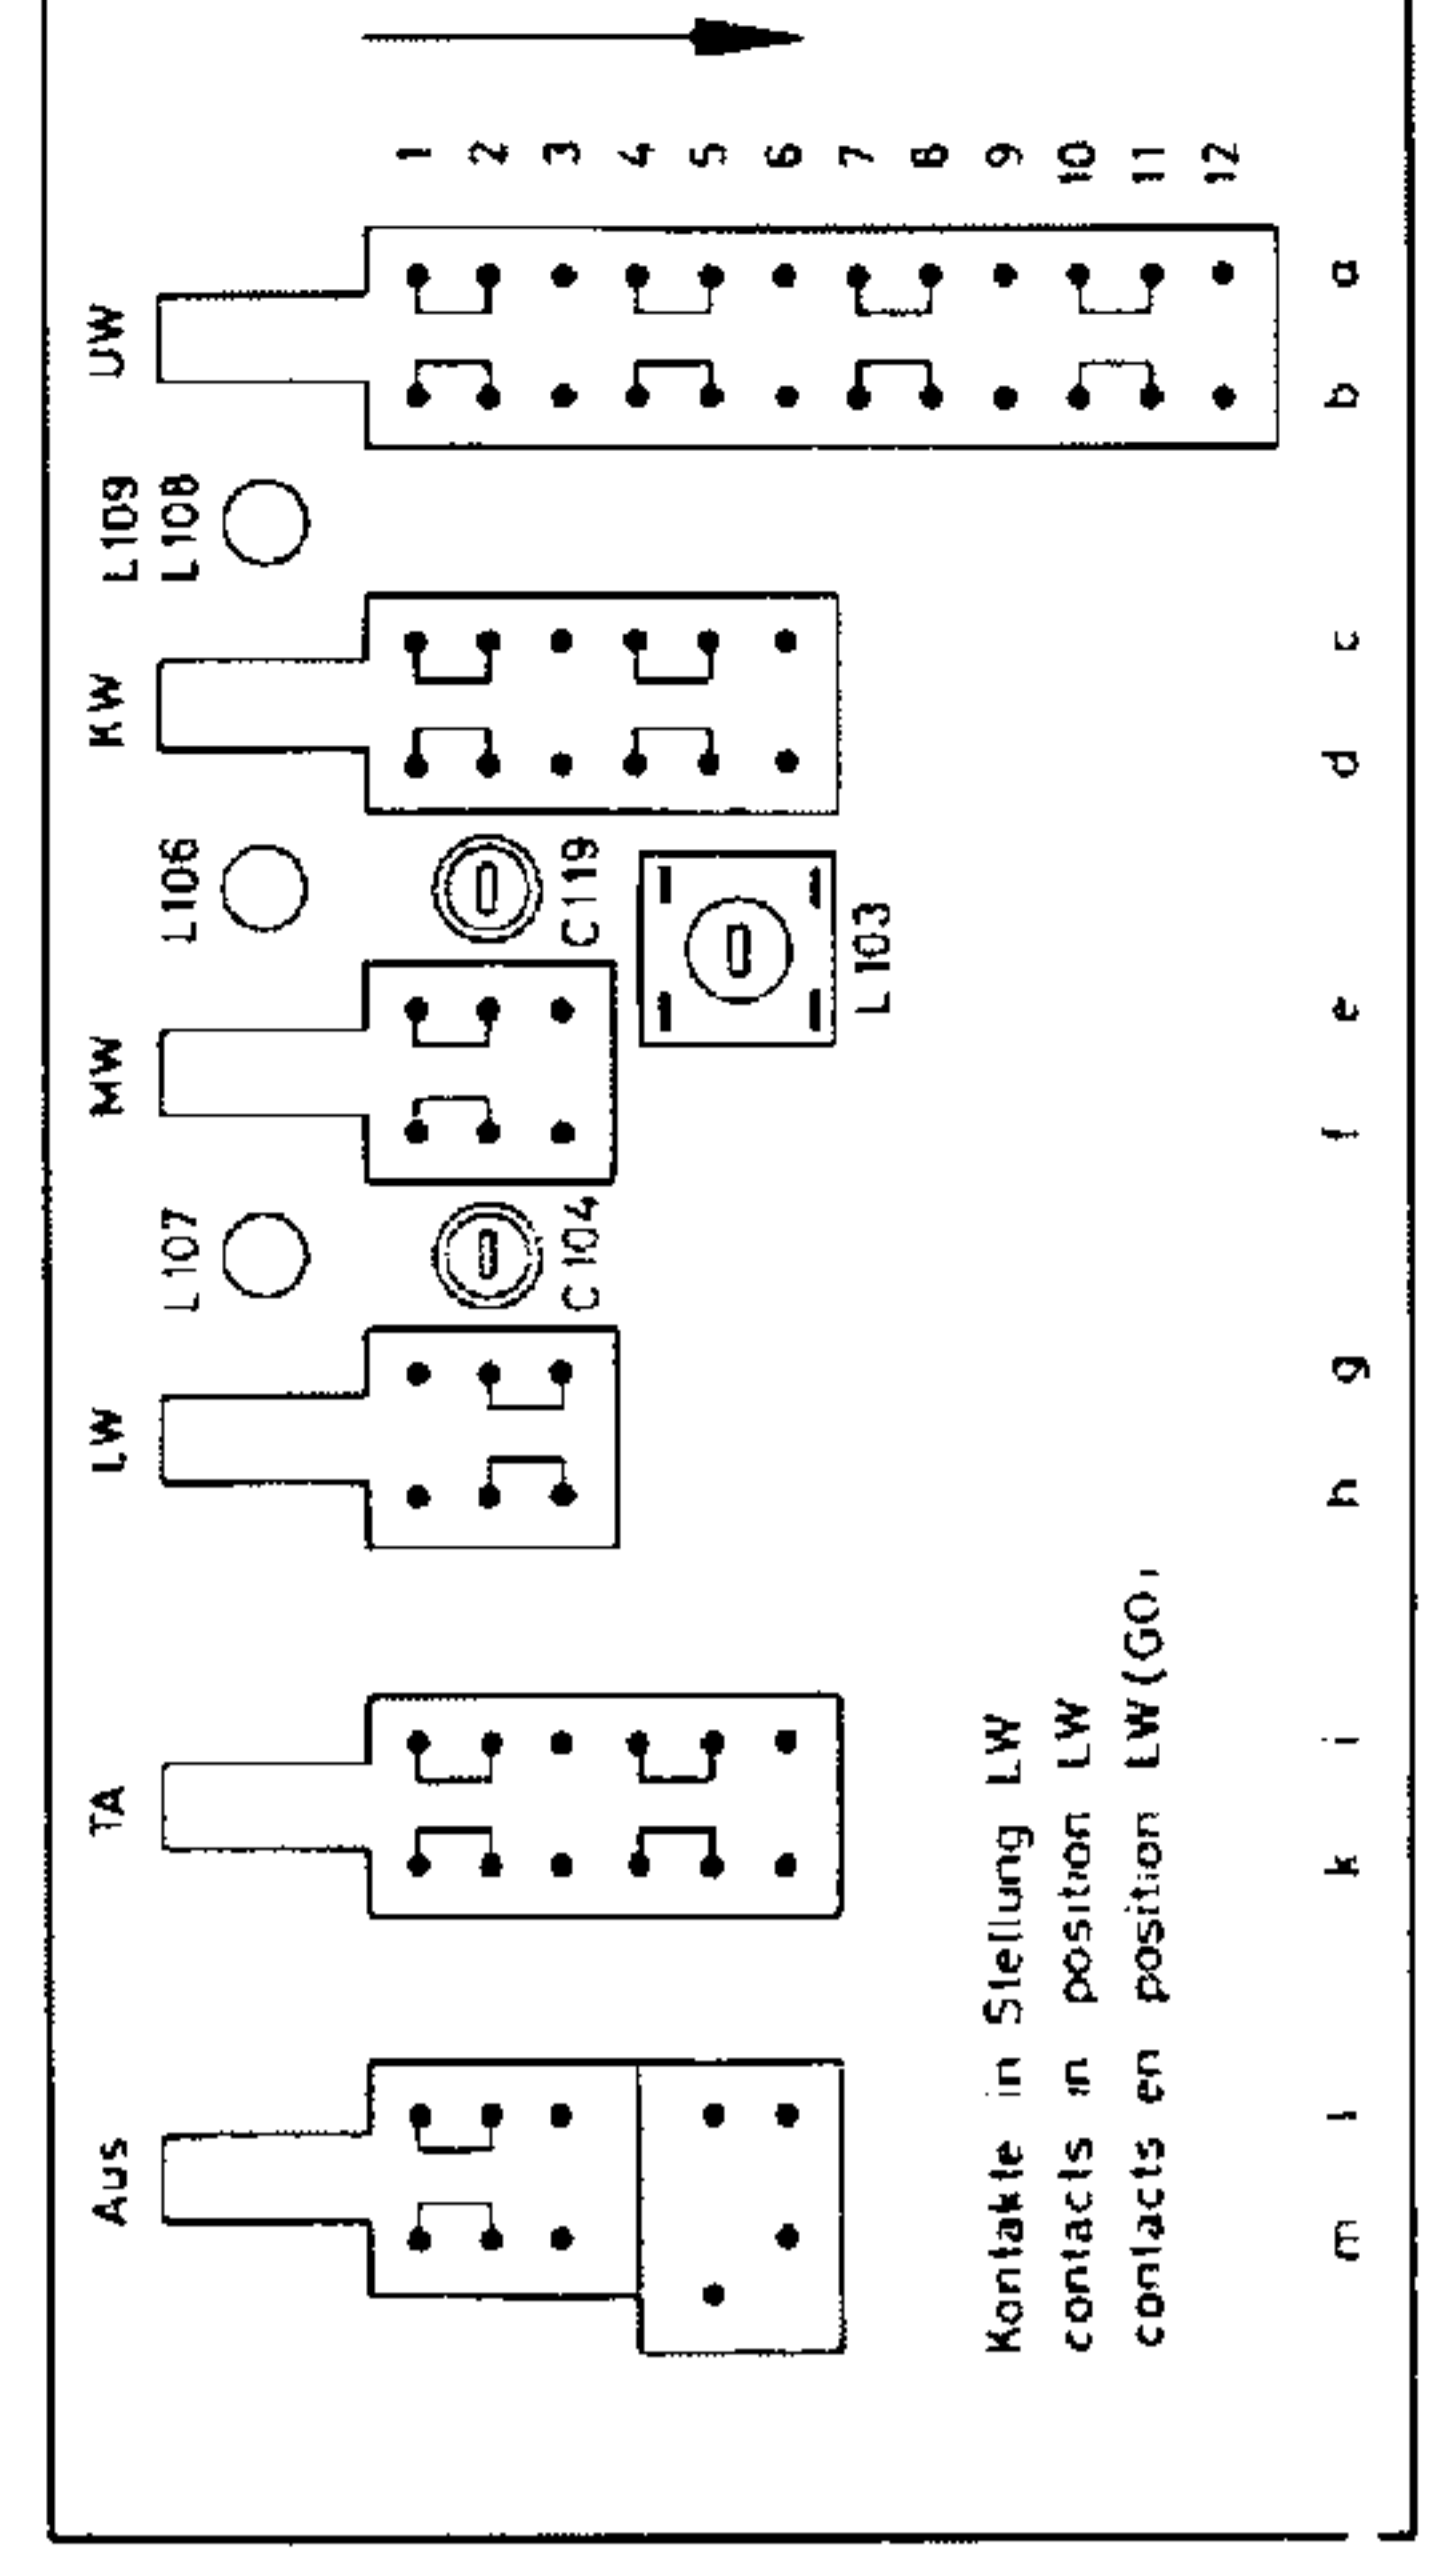 Aus TA LW MW KW UW
L107 L106 L108 L109
C104 C119
L103
1
2
3
4
5
6
7
8
9
10
11
12
Kontakte in Stellung LW
contacts in position LW
contacts en position LW (GO)
m l k i h g f e d c b a